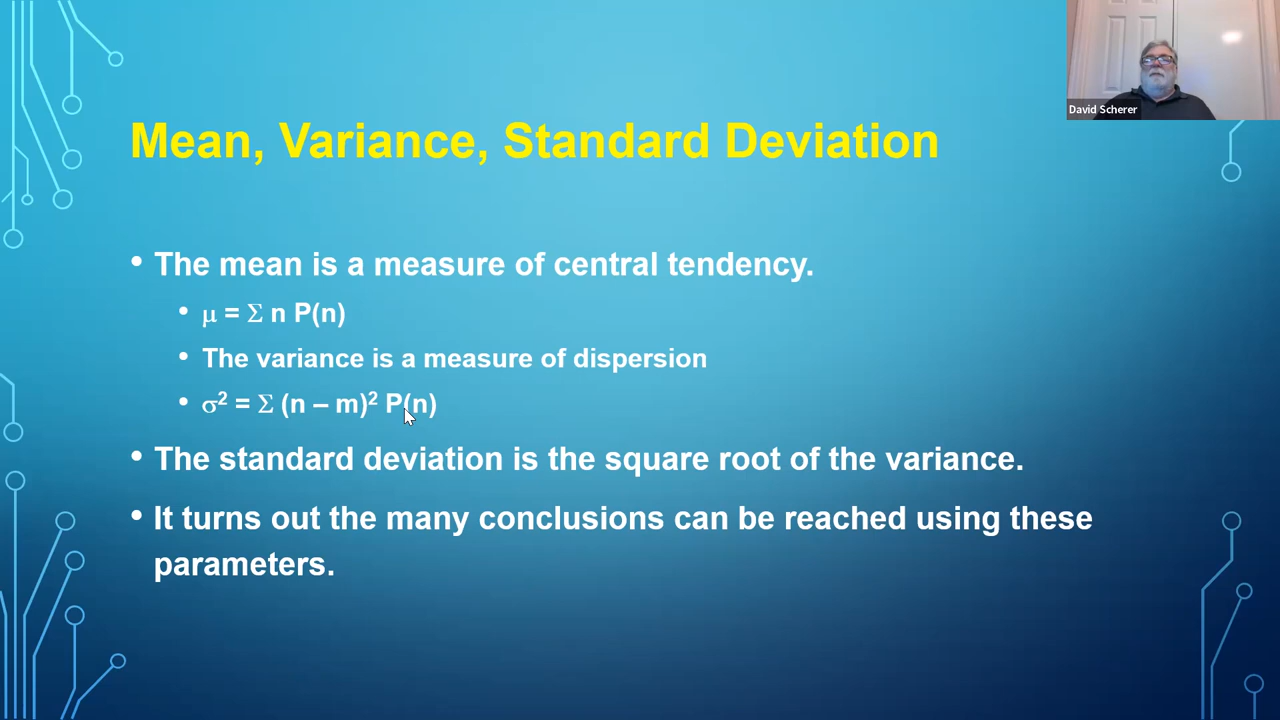 David Scherer
Mean, Variance, Standard Deviation
• The mean is a measure of central tendency.
• μ = Σ n P(n)
• The variance is a measure of dispersion
• σ² = Σ (n – m)² P(n)
• The standard deviation is the square root of the variance.
• It turns out the many conclusions can be reached using these
parameters.